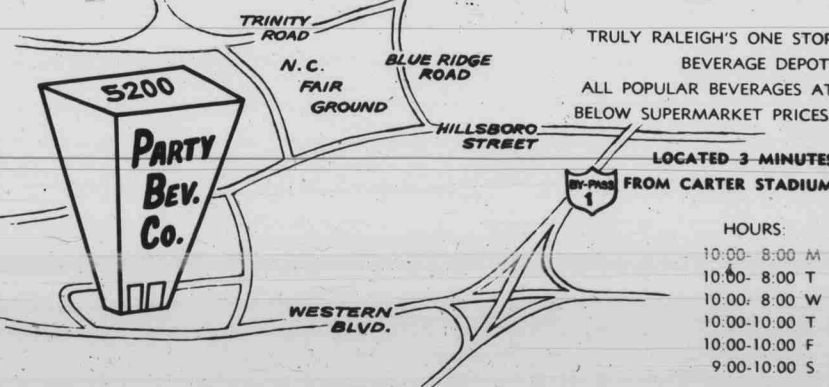 TRINITY
ROAD
N.C.
FAIR
GROUND
BLUE RIDGE
ROAD
HILLSBORO
STREET
5200
PARTY
BEV.
CO.
BY-PASS
1
WESTERN
BLVD.
TRULY RALEIGH'S ONE STOP
BEVERAGE DEPOT
ALL POPULAR BEVERAGES AT
BELOW SUPERMARKET PRICES
LOCATED 3 MINUTES
FROM CARTER STADIUM
HOURS:
10:00- 8:00 M
10:00- 8:00 T
10:00- 8:00 W
10:00-10:00 T
10:00-10:00 F
9:00-10:00 S